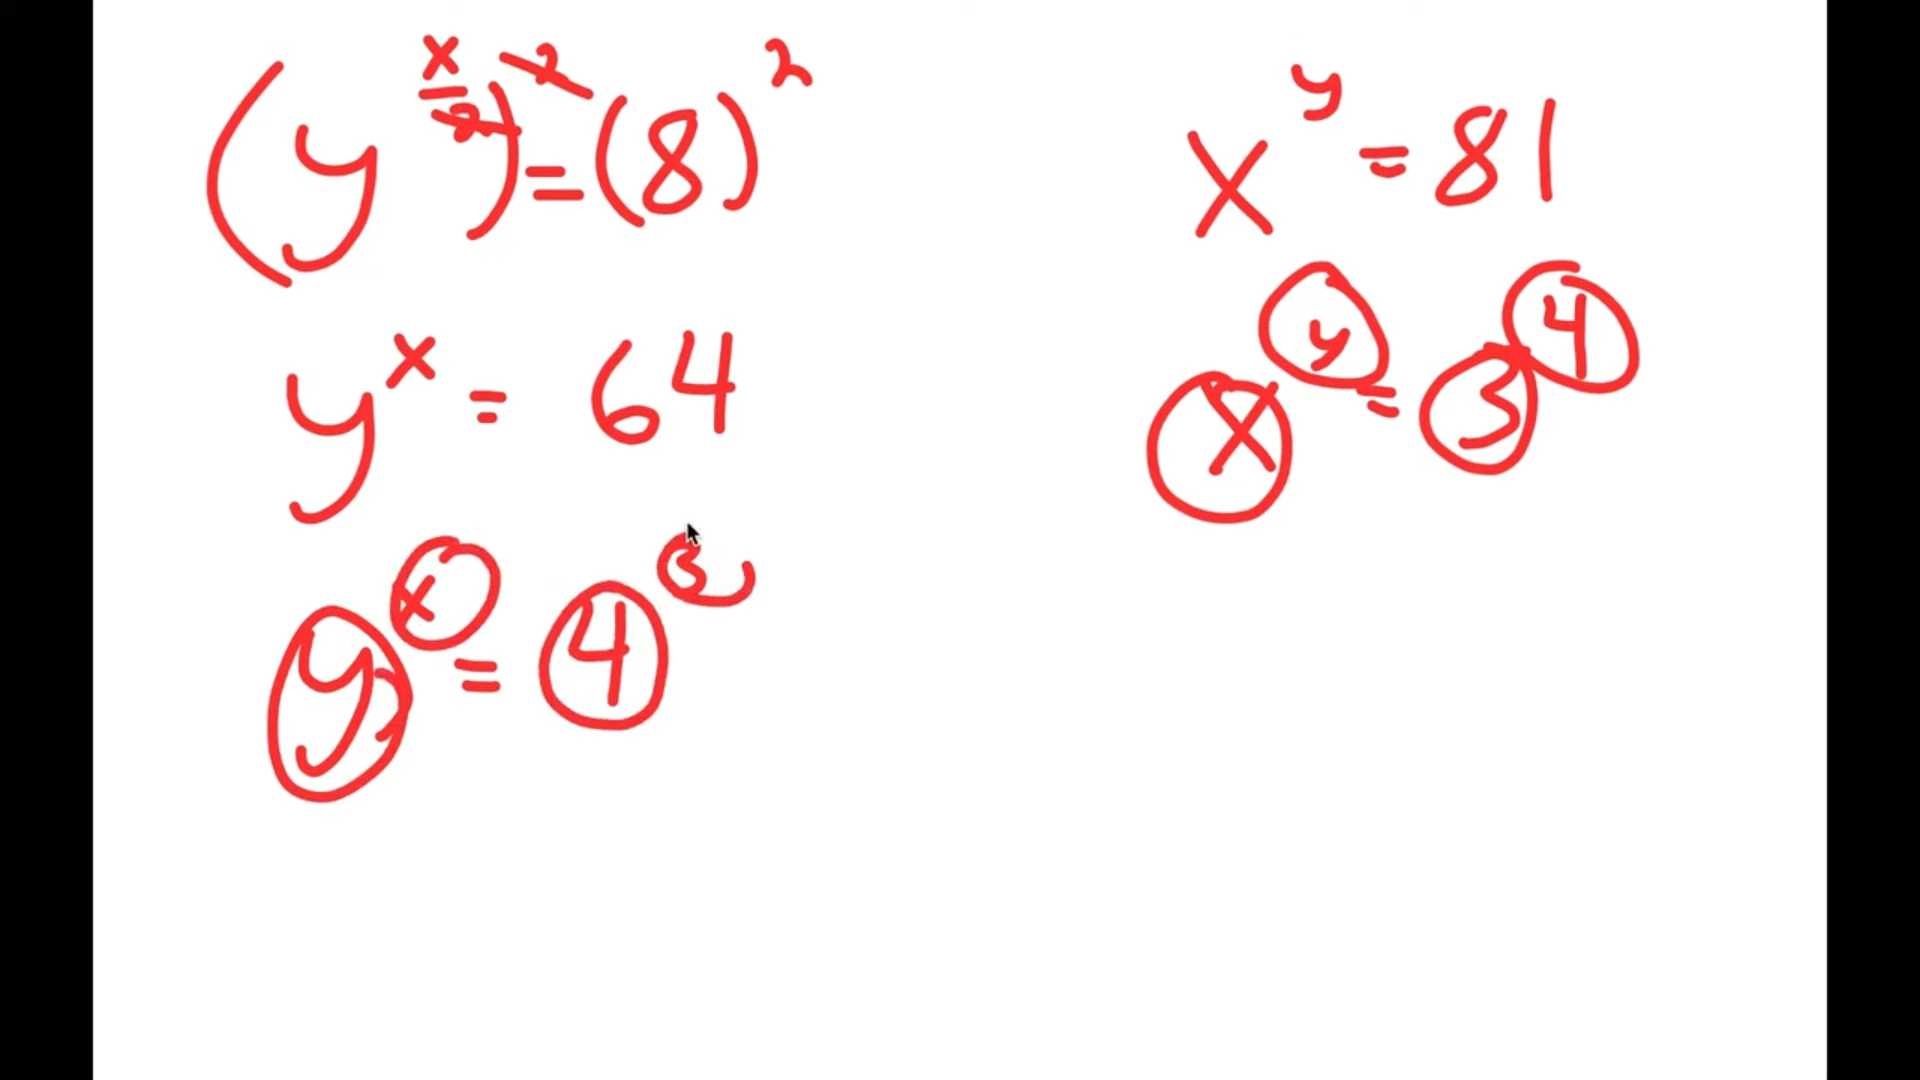 (y^(x/2))^2 = (8)^2
y^x = 64
y^x = 4^3
x^y = 81
x^y = 3^4